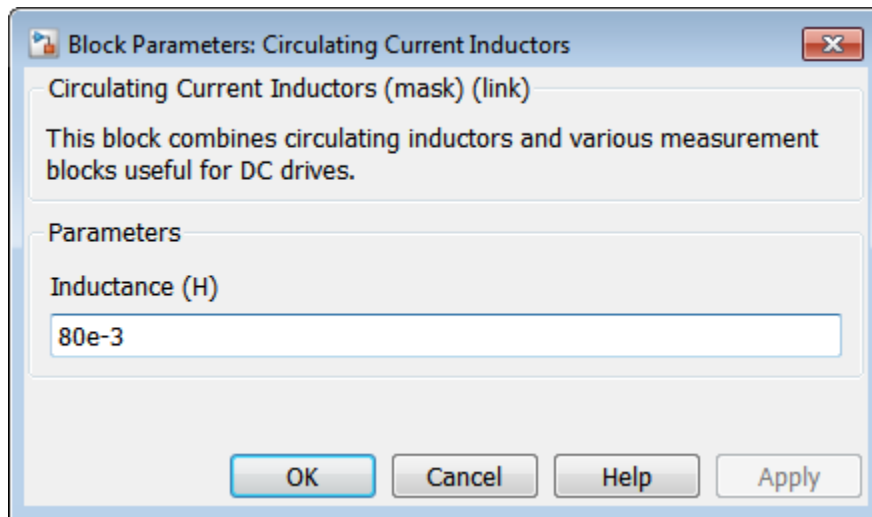 Block Parameters: Circulating Current Inductors
Circulating Current Inductors (mask) (link)
This block combines circulating inductors and various measurement
blocks useful for DC drives.
Parameters
Inductance (H)
80e-3
OK Cancel Help Apply